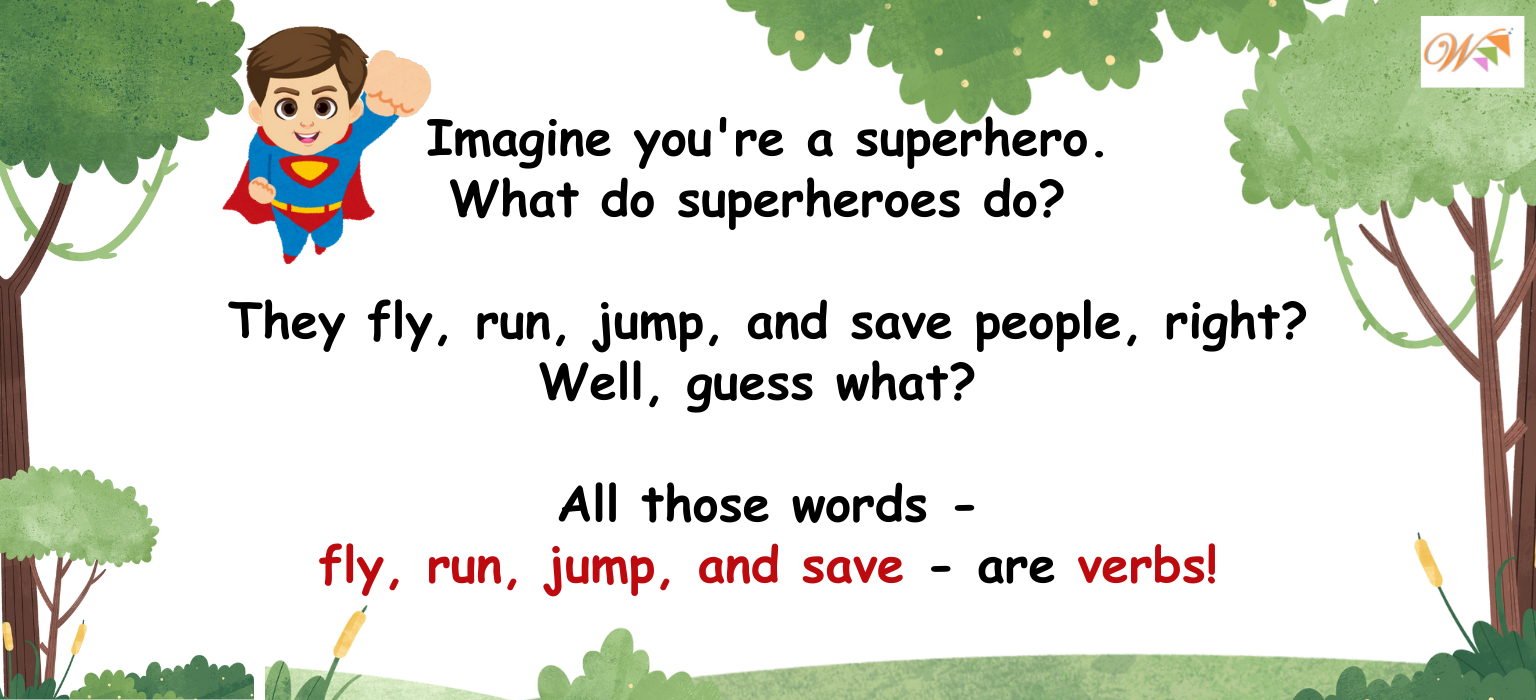 W
Imagine you're a superhero.
What do superheroes do?
They fly, run, jump, and save people, right?
Well, guess what?
All those words -
fly, run, jump, and save - are verbs!